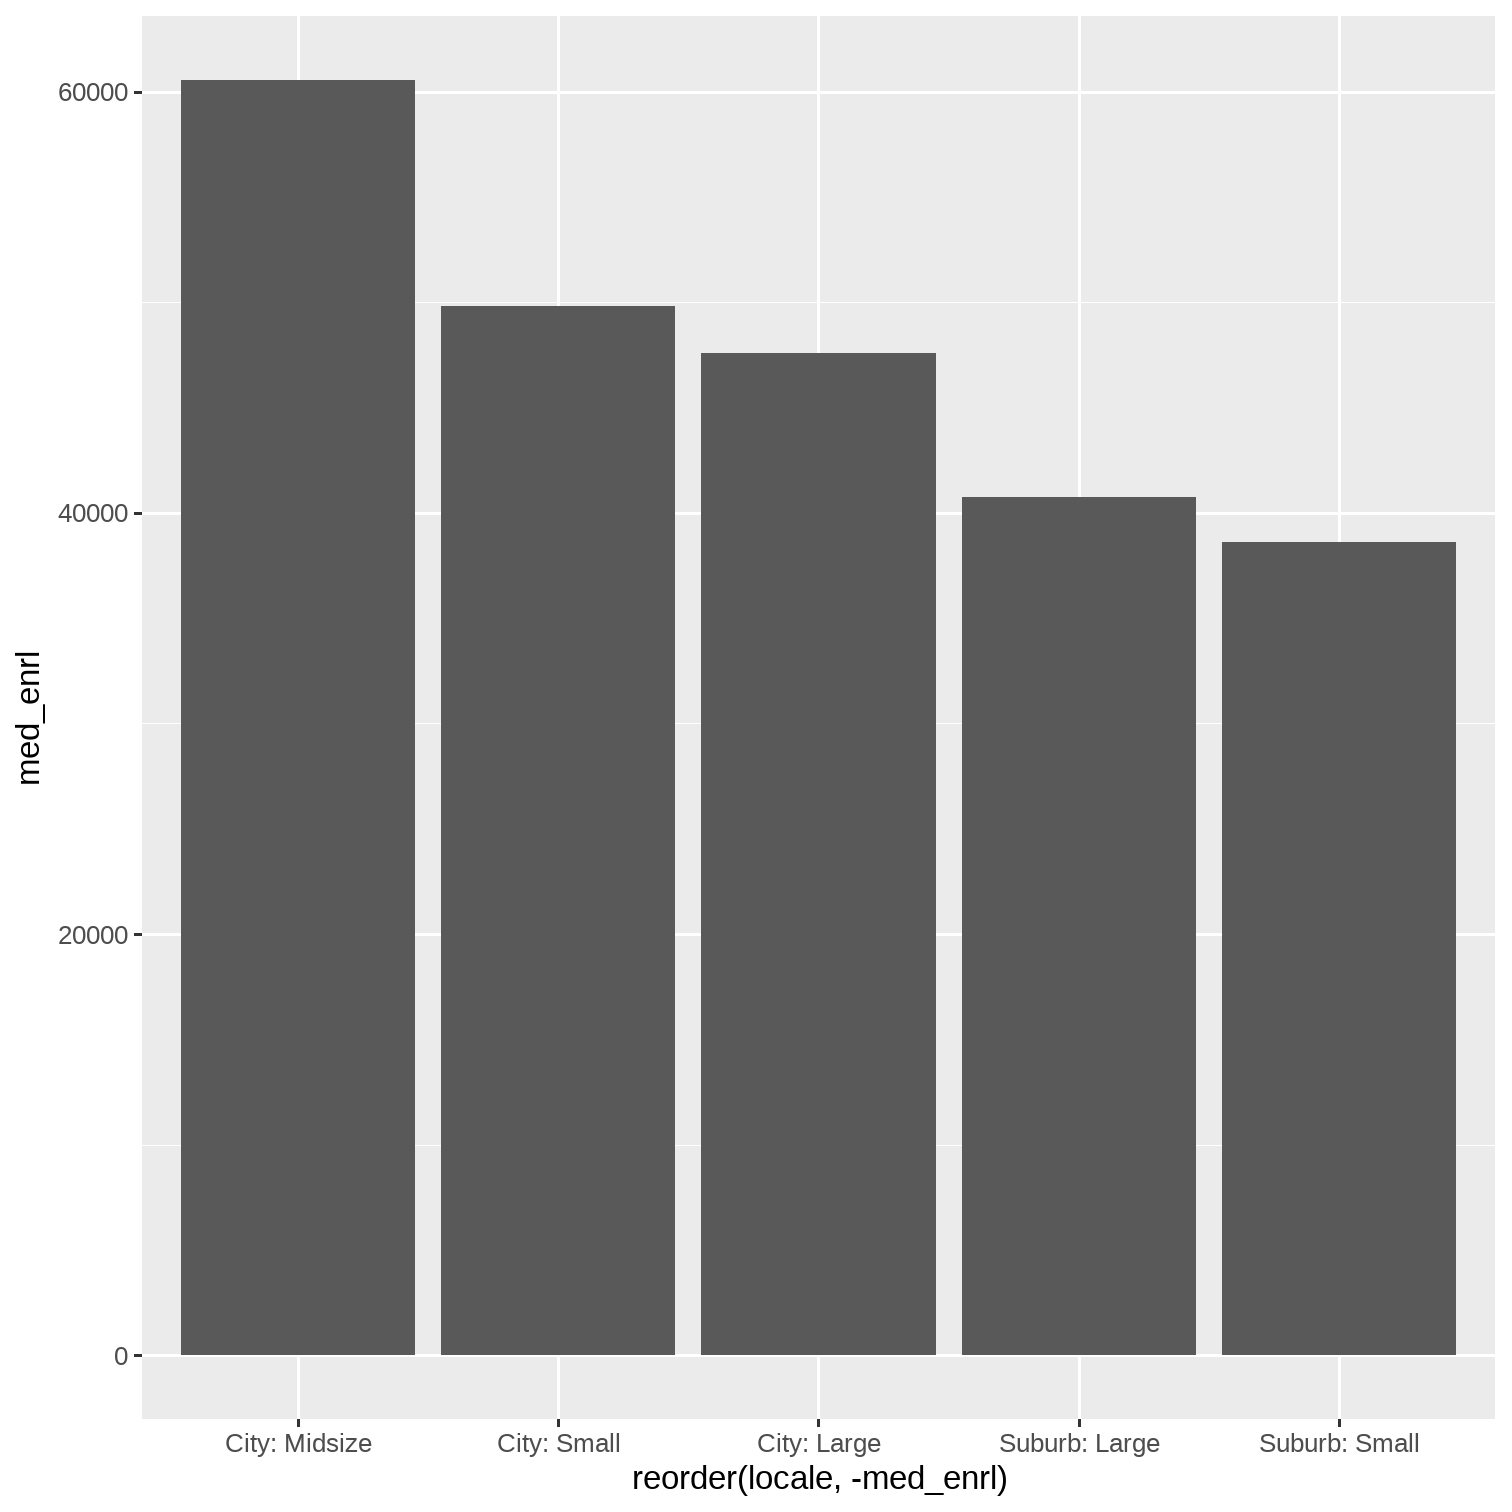 60000
40000
20000
0
med_enrl
City: Midsize
City: Small
City: Large
Suburb: Large
Suburb: Small
reorder(locale, -med_enrl)